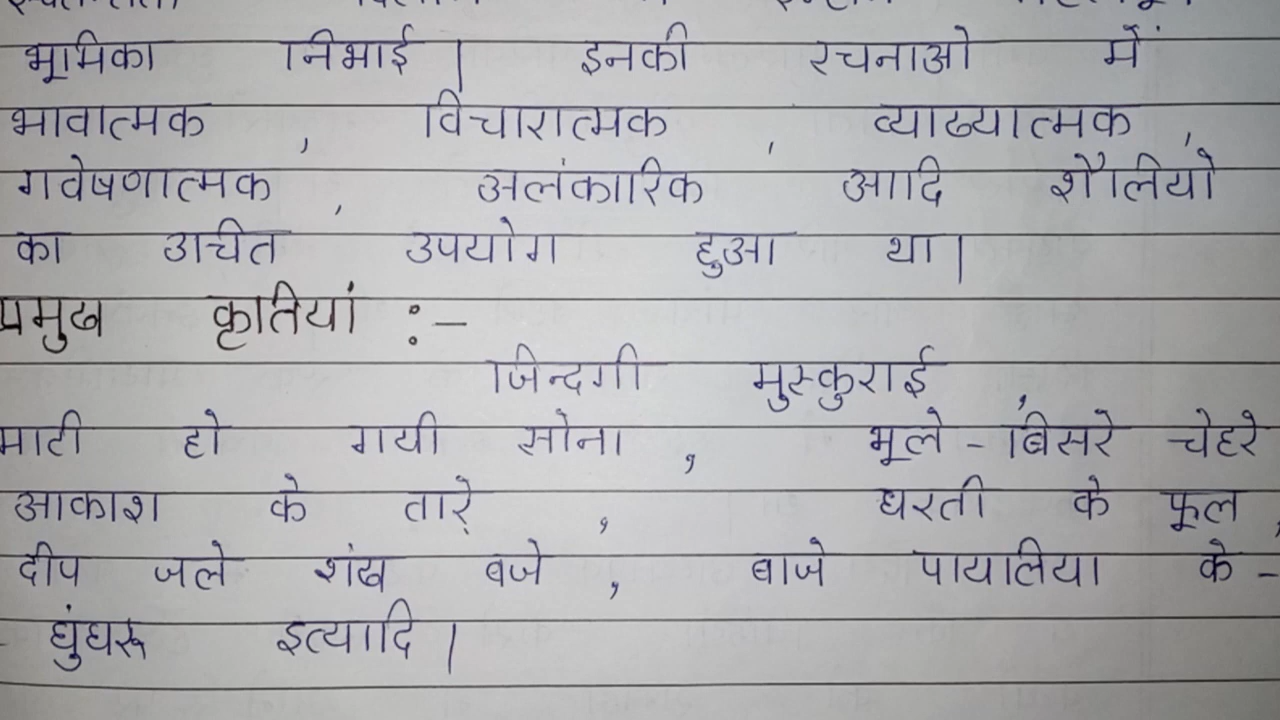 भूमिका निभाई। इनकी रचनाओ में
भावात्मक, विचारात्मक, व्याख्यात्मक,
गवेषणात्मक, अलंकारिक आदि शैलियो
का उचीत उपयोग हुआ था।
प्रमुख कृतियां :-
जिन्दगी मुस्कुराई,
माटी हो गयी सोना, भूले-बिसरे चेहरे
आकाश के तारे, धरती के फूल,
दीप जले शंख बजे, बाजे पायालिया के-
घुंघरू इत्यादि।